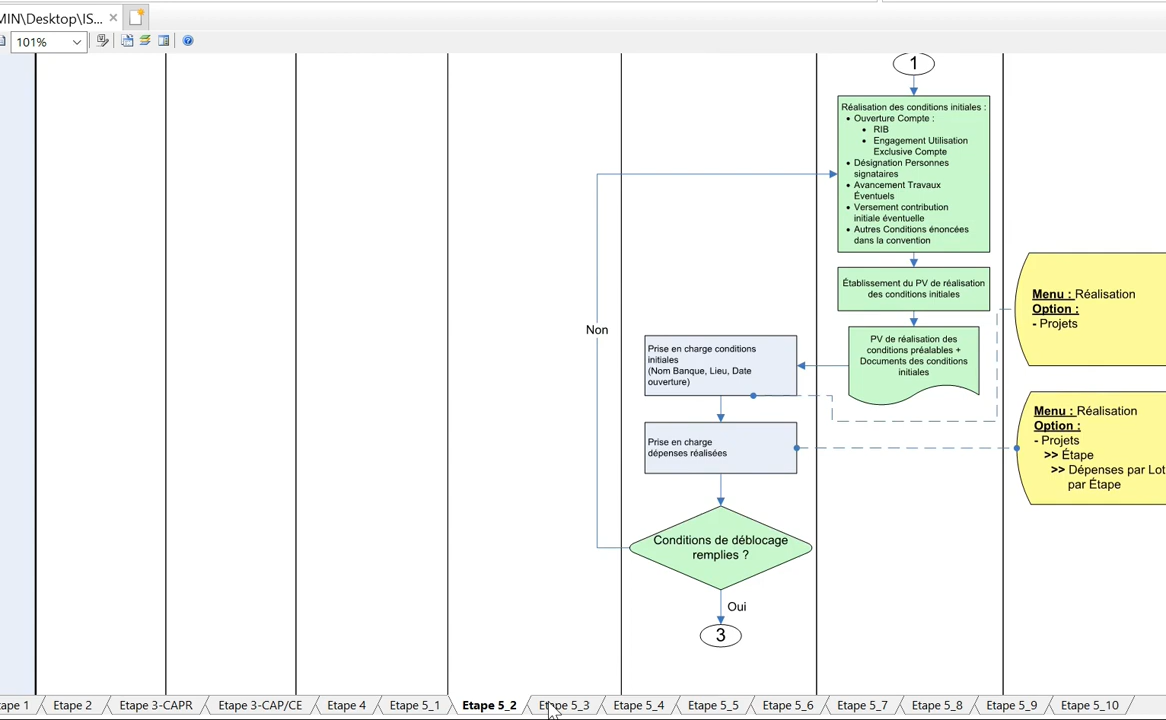 MIN\Desktop\IS...
101%
1
Réalisation des conditions initiales :
• Ouverture Compte :
• RIB
• Engagement Utilisation
Exclusive Compte
• Désignation Personnes
signataires
• Avancement Travaux
Éventuels
• Versement contribution
initiale éventuelle
• Autres Conditions énoncées
dans la convention
Établissement du PV de réalisation
des conditions initiales
PV de réalisation des
conditions préalables +
Documents des conditions
initiales
Menu : Réalisation
Option :
- Projets
Non
Prise en charge conditions
initiales
(Nom Banque, Lieu, Date
ouverture)
Prise en charge
dépenses réalisées
Menu : Réalisation
Option :
- Projets
>> Étape
>> Dépenses par Lot
par Étape
Conditions de déblocage
remplies ?
Oui
3
tape 1
Etape 2
Etape 3-CAPR
Etape 3-CAP/CE
Etape 4
Etape 5_1
Etape 5_2
Etape 5_3
Etape 5_4
Etape 5_5
Etape 5_6
Etape 5_7
Etape 5_8
Etape 5_9
Etape 5_10